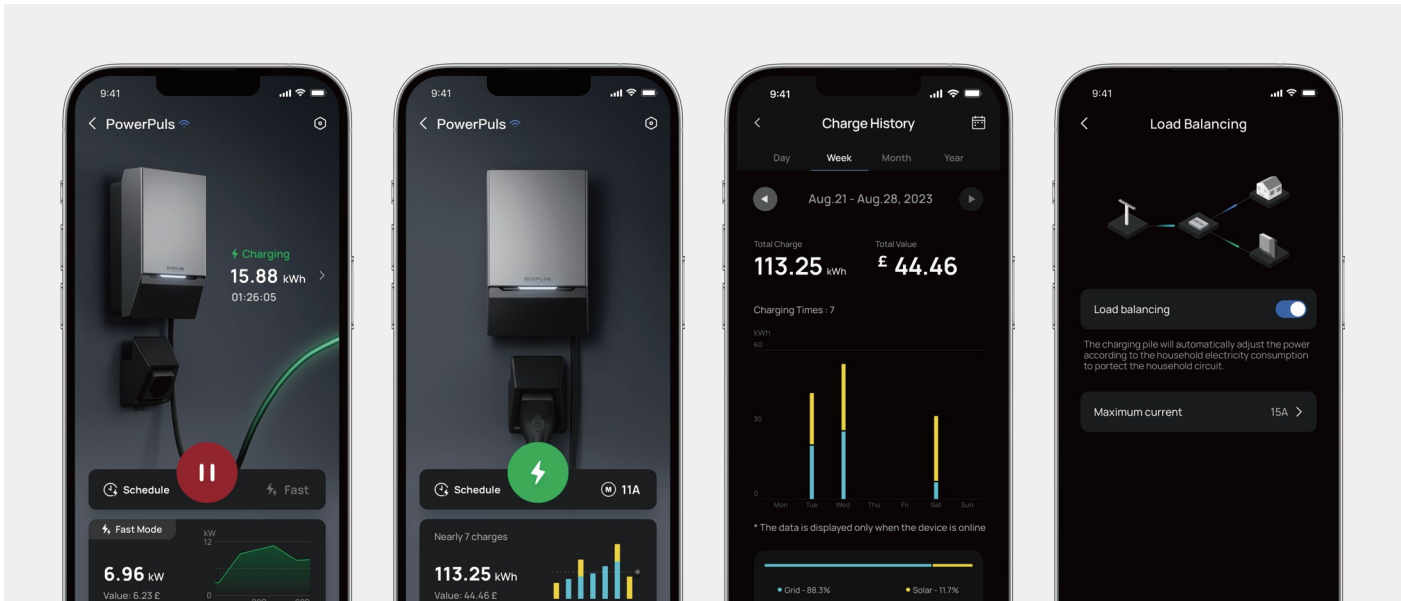 9:41
PowerPuls
ECOFLOW
Charging
15.88 kWh
01:26:05
Schedule
Fast
Fast Mode
6.96 kW
Value: 6.23 £
kW
12
0
9:41
PowerPuls
ECOFLOW
Schedule
M 11A
Nearly 7 charges
113.25 kWh
Value: 44.46 £
9:41
Charge History
Day Week Month Year
Aug.21 - Aug.28, 2023
Total Charge Total Value
113.25 kWh £ 44.46
Charging Times : 7
kWh
60
30
0
Mon Tue Wed Thu Fri Sat Sun
* The data is displayed only when the device is online
Grid - 88.3% Solar - 11.7%
9:41
Load Balancing
Load balancing
The charging pile will automatically adjust the power
according to the household electricity consumption
to portect the household circuit.
Maximum current 15A